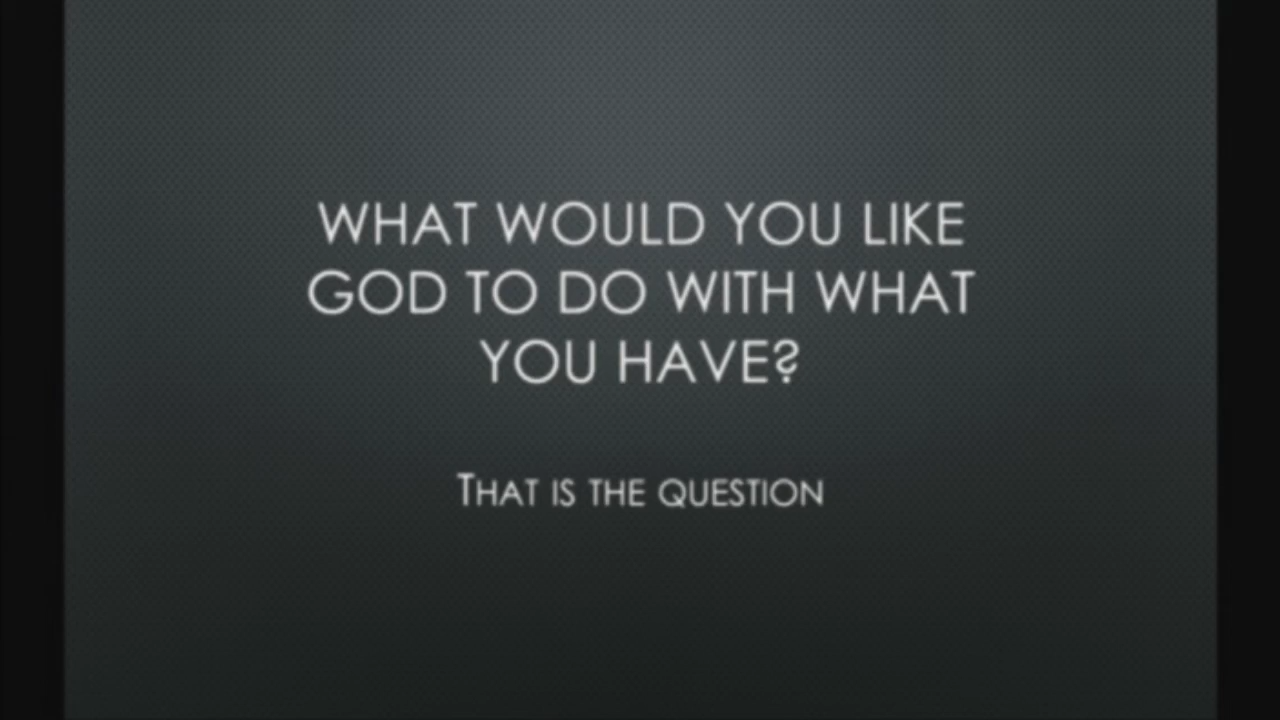 WHAT WOULD YOU LIKE
GOD TO DO WITH WHAT
YOU HAVE?
THAT IS THE QUESTION